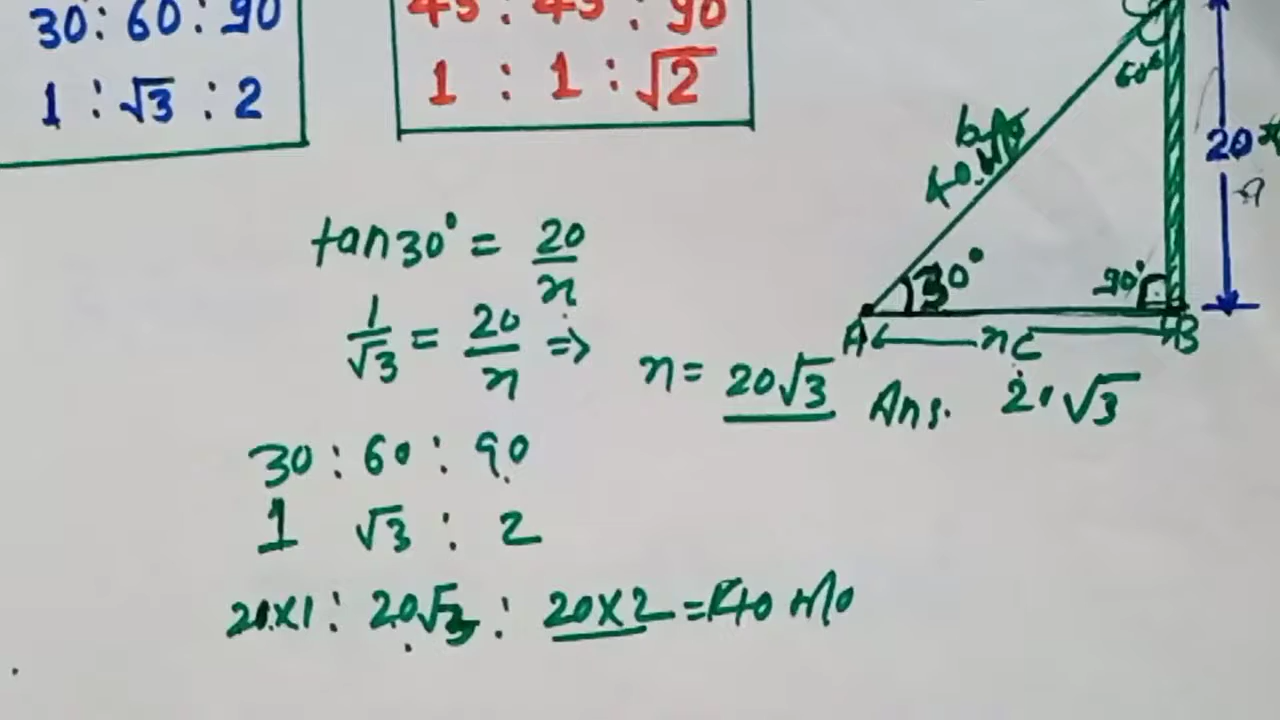 30 : 60 : 90
1 : √3 : 2
45 : 45 : 90
1 : 1 : √2
60°
20
40
30°
90°
A
B
tan30° = 20/x
1/√3 = 20/x ⇒
x = 20√3 Ans. 20√3
30 : 60 : 90
1 √3 : 2
20×1 : 20√3 : 20×2 = 40 मी०